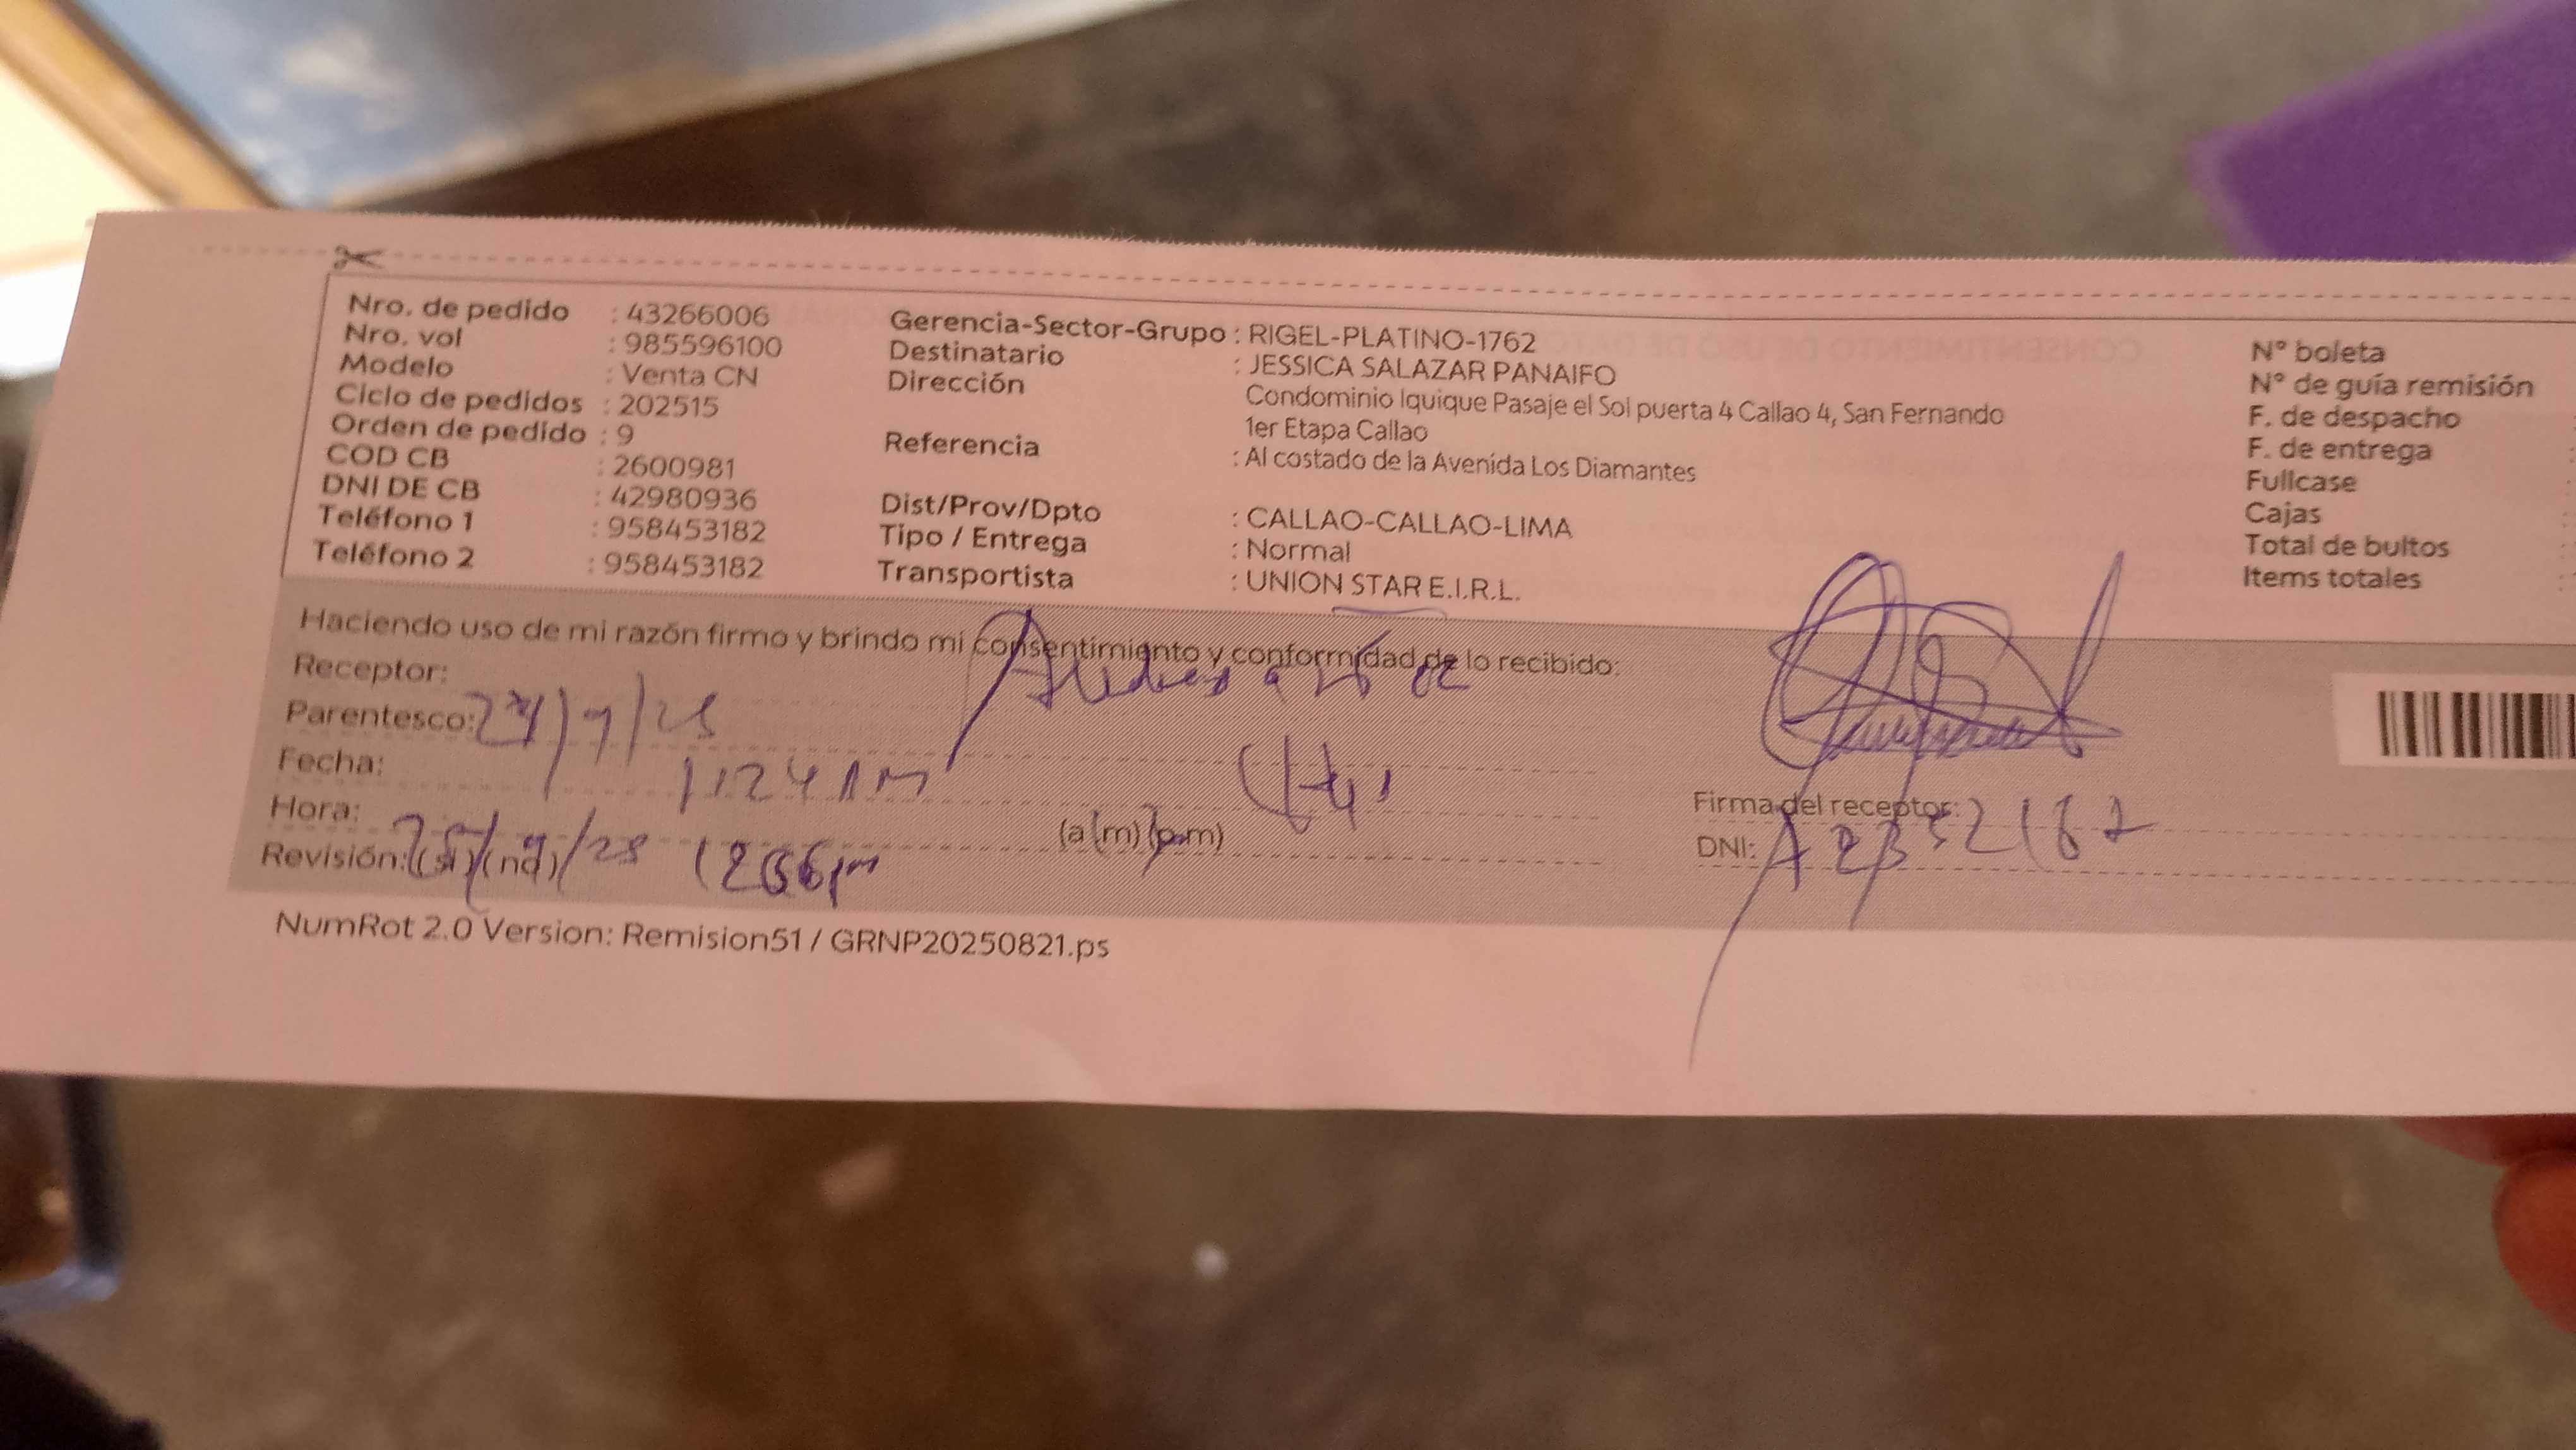 Nro. de pedido : 43266006
Nro. vol : 985596100
Modelo : Venta CN
Ciclo de pedidos : 202515
Orden de pedido : 9
COD CB : 2600981
DNI DE CB : 42980936
Teléfono 1 : 958453182
Teléfono 2 : 958453182
Gerencia-Sector-Grupo : RIGEL-PLATINO-1762
Destinatario : JESSICA SALAZAR PANAIFO
Dirección Condominio Iquique Pasaje el Sol puerta 4 Callao 4, San Fernando
1er Etapa Callao
Referencia : Al costado de la Avenida Los Diamantes
Dist/Prov/Dpto : CALLAO-CALLAO-LIMA
Tipo / Entrega : Normal
Transportista : UNION STAR E.I.R.L.
N° boleta
N° de guía remisión
F. de despacho
F. de entrega
Fullcase
Cajas
Total de bultos
Items totales
Haciendo uso de mi razón firmo y brindo mi consentimiento y conformidad de lo recibido:
Receptor:
Parentesco:
Fecha: 1124 AM
Hora: (a.m) (p.m)
Revisión: (si) (no)
Firma del receptor:
DNI:
NumRot 2.0 Version: Remision51 / GRNP20250821.ps